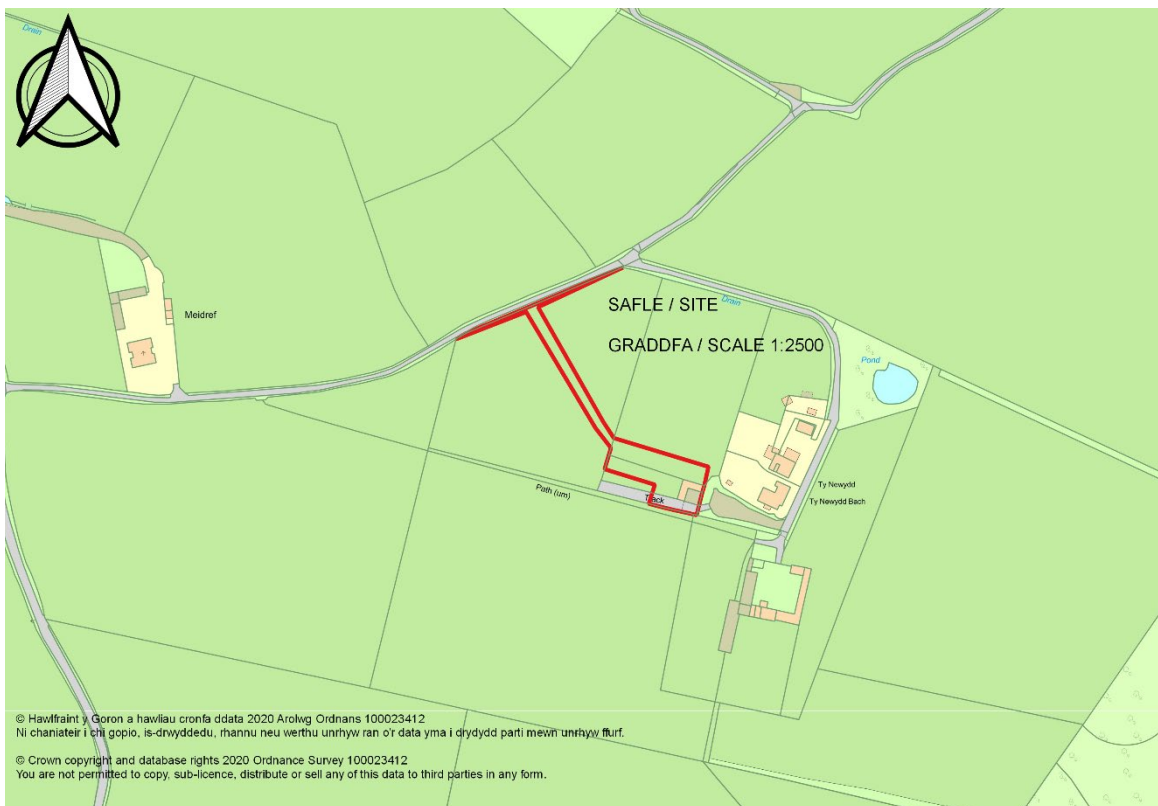 Drain
SAFLE / SITE
Drain
Meidref
GRADDFA / SCALE 1:2500
Pond
Ty Newydd
Path (um)
Track
Ty Newydd Bach
© Hawlfraint y Goron a hawliau cronfa ddata 2020 Arolwg Ordnans 100023412
Ni chaniateir i chi gopio, is-drwyddedu, rhannu neu werthu unrhyw ran o'r data yma i drydydd parti mewn unrhyw ffurf.
© Crown copyright and database rights 2020 Ordnance Survey 100023412
You are not permitted to copy, sub-licence, distribute or sell any of this data to third parties in any form.